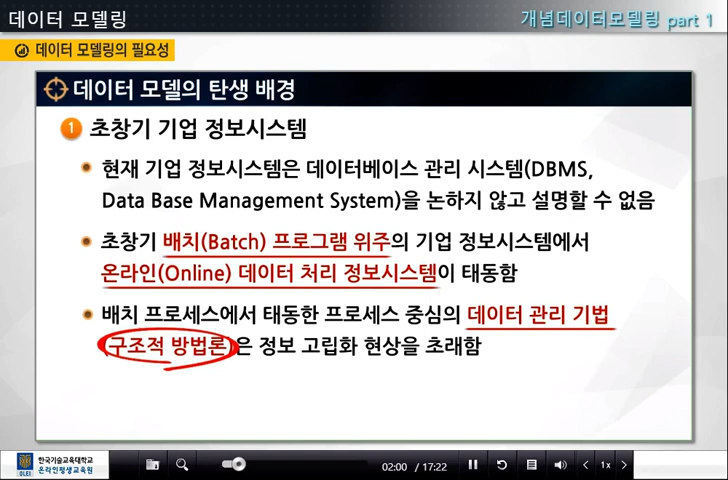 데이터 모델링
개념데이터모델링 part 1
데이터 모델링의 필요성
데이터 모델의 탄생 배경
1 초창기 기업 정보시스템
현재 기업 정보시스템은 데이터베이스 관리 시스템(DBMS,
Data Base Management System)을 논하지 않고 설명할 수 없음
초창기 배치(Batch) 프로그램 위주의 기업 정보시스템에서
온라인(Online) 데이터 처리 정보시스템이 태동함
배치 프로세스에서 태동한 프로세스 중심의 데이터 관리 기법
(구조적 방법론)은 정보 고립화 현상을 초래함
한국기술교육대학교
온라인평생교육원
OLEI
02:00 / 17:22
1x